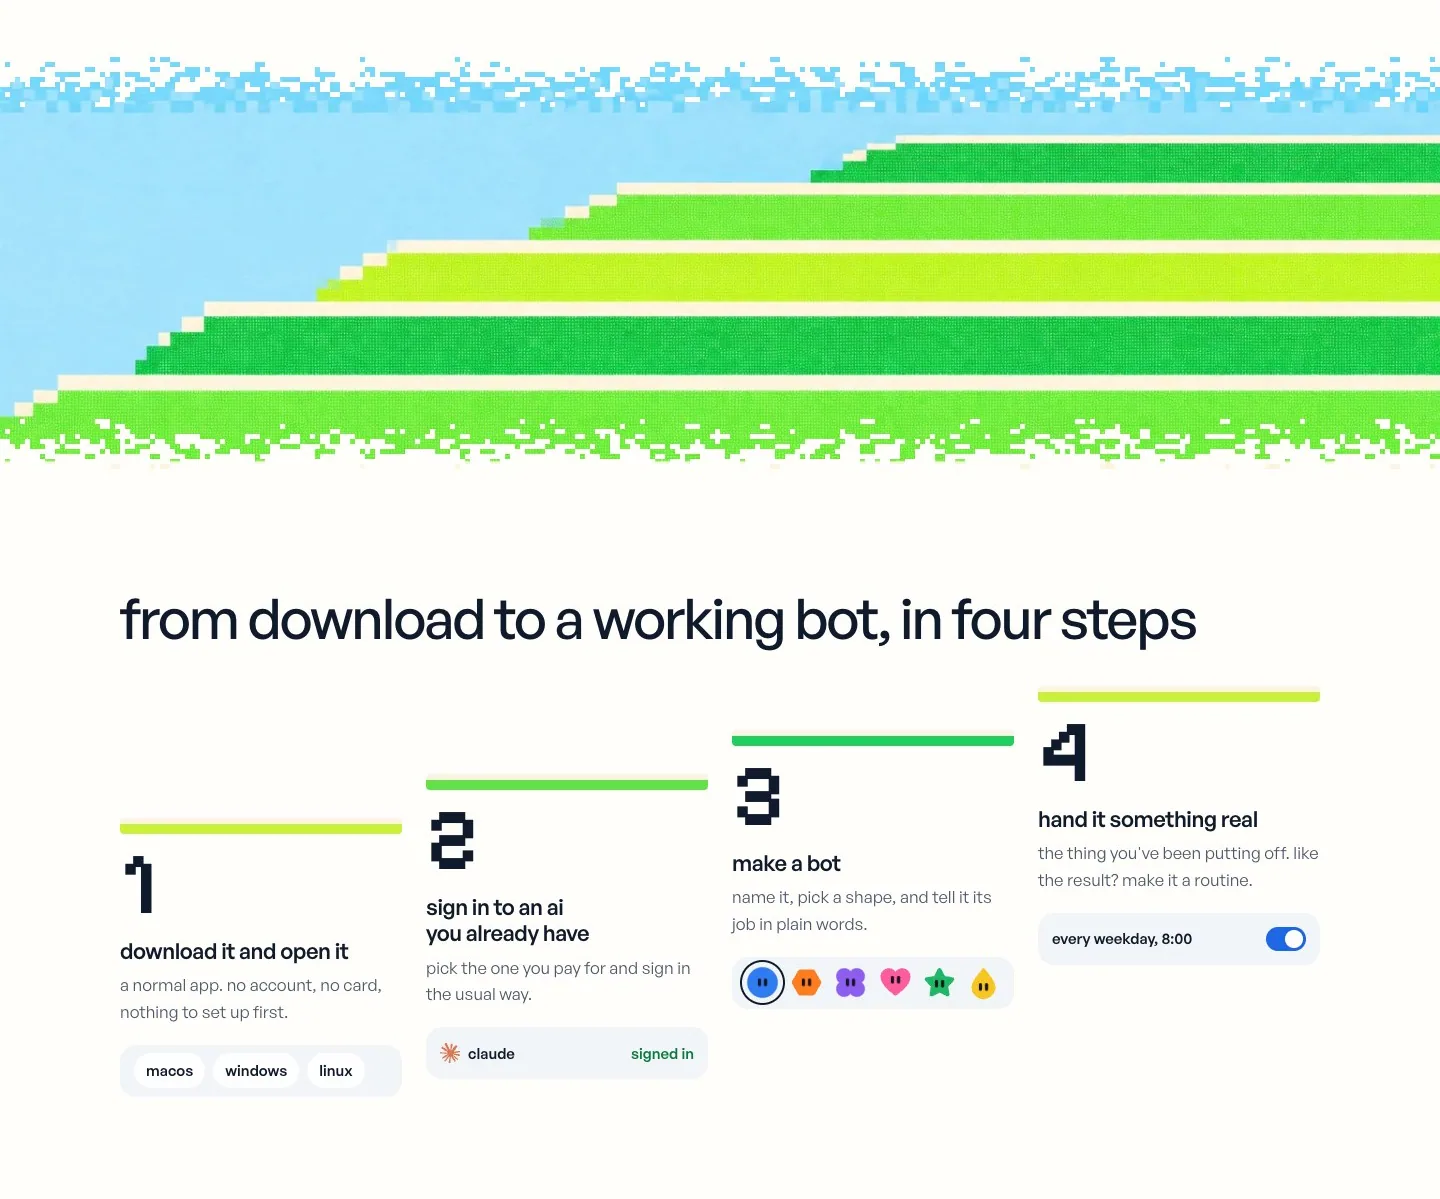 from download to a working bot, in four steps
1
download it and open it
a normal app. no account, no card,
nothing to set up first.
macos windows linux
2
sign in to an ai
you already have
pick the one you pay for and sign in
the usual way.
claude signed in
3
make a bot
name it, pick a shape, and tell it its
job in plain words.
4
hand it something real
the thing you've been putting off. like
the result? make it a routine.
every weekday, 8:00